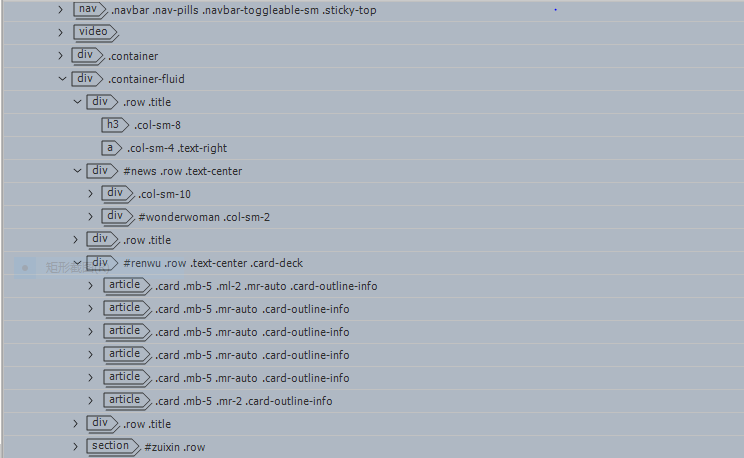 nav .navbar .nav-pills .navbar-toggleable-sm .sticky-top
video
div .container
div .container-fluid
div .row .title
h3 .col-sm-8
a .col-sm-4 .text-right
div #news .row .text-center
div .col-sm-10
div #wonderwoman .col-sm-2
div .row .title
div #renwu .row .text-center .card-deck
矩形截图
article .card .mb-5 .ml-2 .mr-auto .card-outline-info
article .card .mb-5 .mr-auto .card-outline-info
article .card .mb-5 .mr-auto .card-outline-info
article .card .mb-5 .mr-auto .card-outline-info
article .card .mb-5 .mr-auto .card-outline-info
article .card .mb-5 .mr-2 .card-outline-info
div .row .title
section #zuixin .row